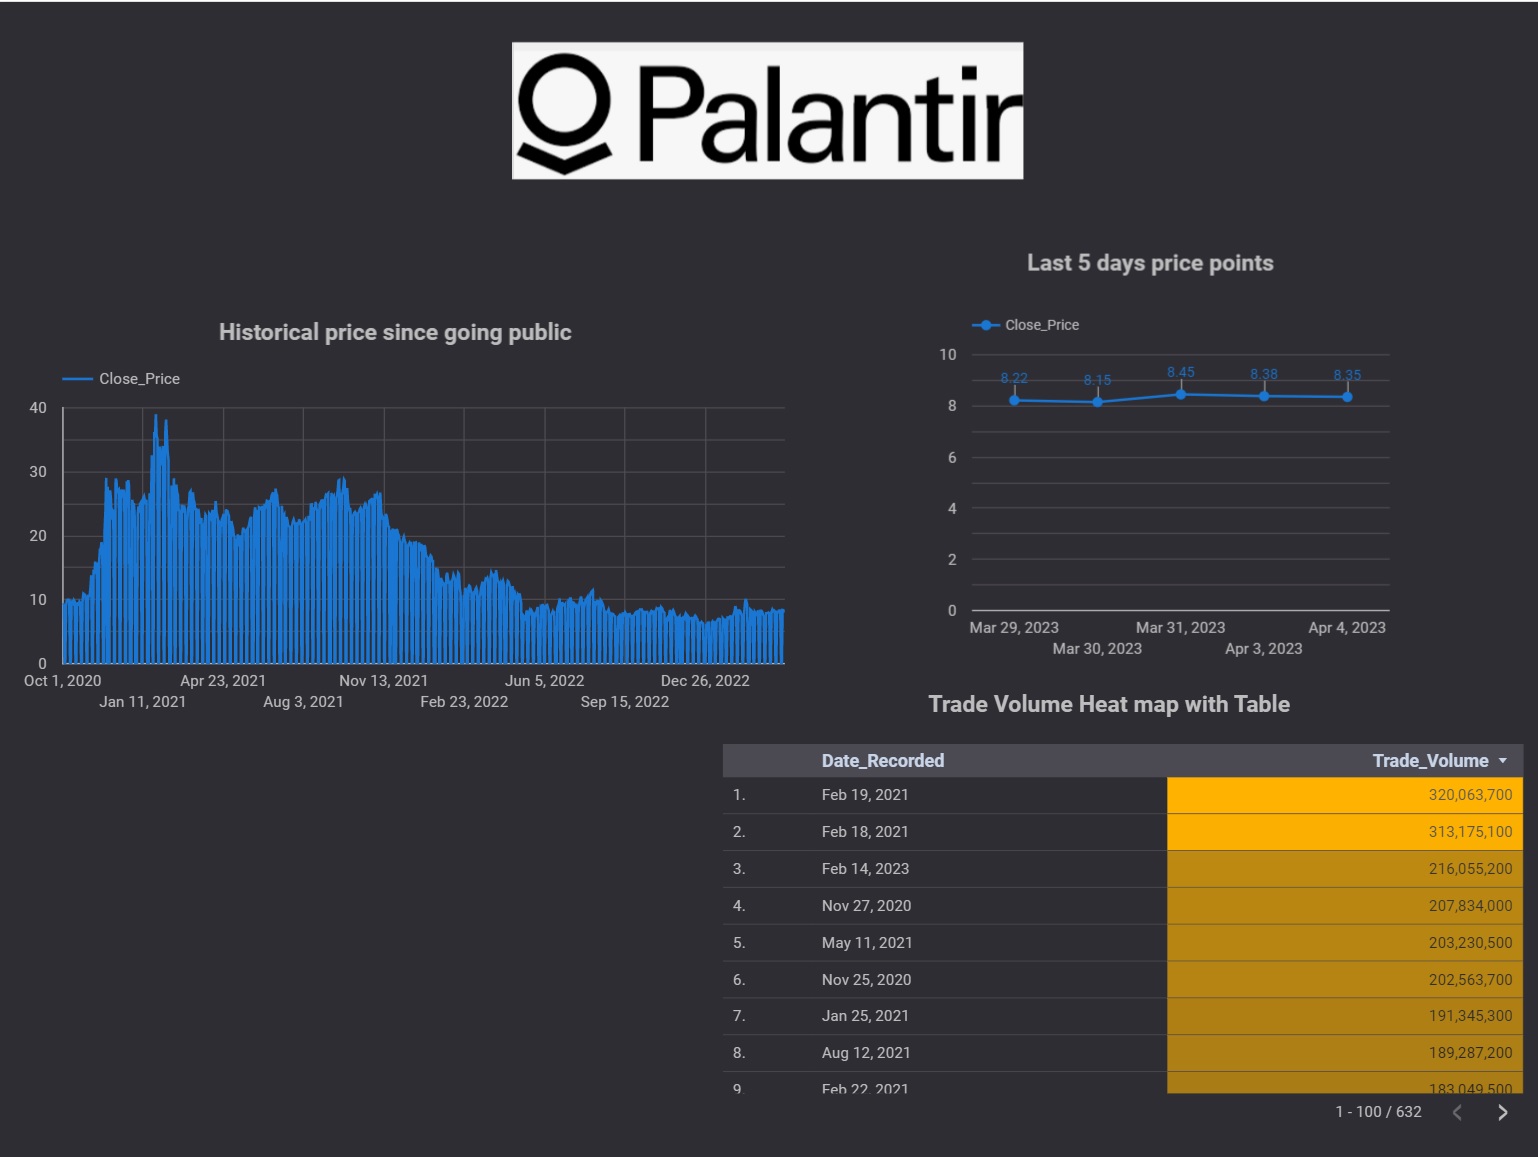 Palantir
Historical price since going public
Close_Price
40
30
20
10
0
Oct 1, 2020
Jan 11, 2021
Apr 23, 2021
Aug 3, 2021
Nov 13, 2021
Feb 23, 2022
Jun 5, 2022
Sep 15, 2022
Dec 26, 2022
Last 5 days price points
Close_Price
10
8
6
4
2
0
8.22
8.15
8.45
8.38
8.35
Mar 29, 2023
Mar 30, 2023
Mar 31, 2023
Apr 3, 2023
Apr 4, 2023
Trade Volume Heat map with Table
Date_Recorded Trade_Volume
1. Feb 19, 2021 320,063,700
2. Feb 18, 2021 313,175,100
3. Feb 14, 2023 216,055,200
4. Nov 27, 2020 207,834,000
5. May 11, 2021 203,230,500
6. Nov 25, 2020 202,563,700
7. Jan 25, 2021 191,345,300
8. Aug 12, 2021 189,287,200
9. Feb 22, 2021 183,049,500
1 - 100 / 632